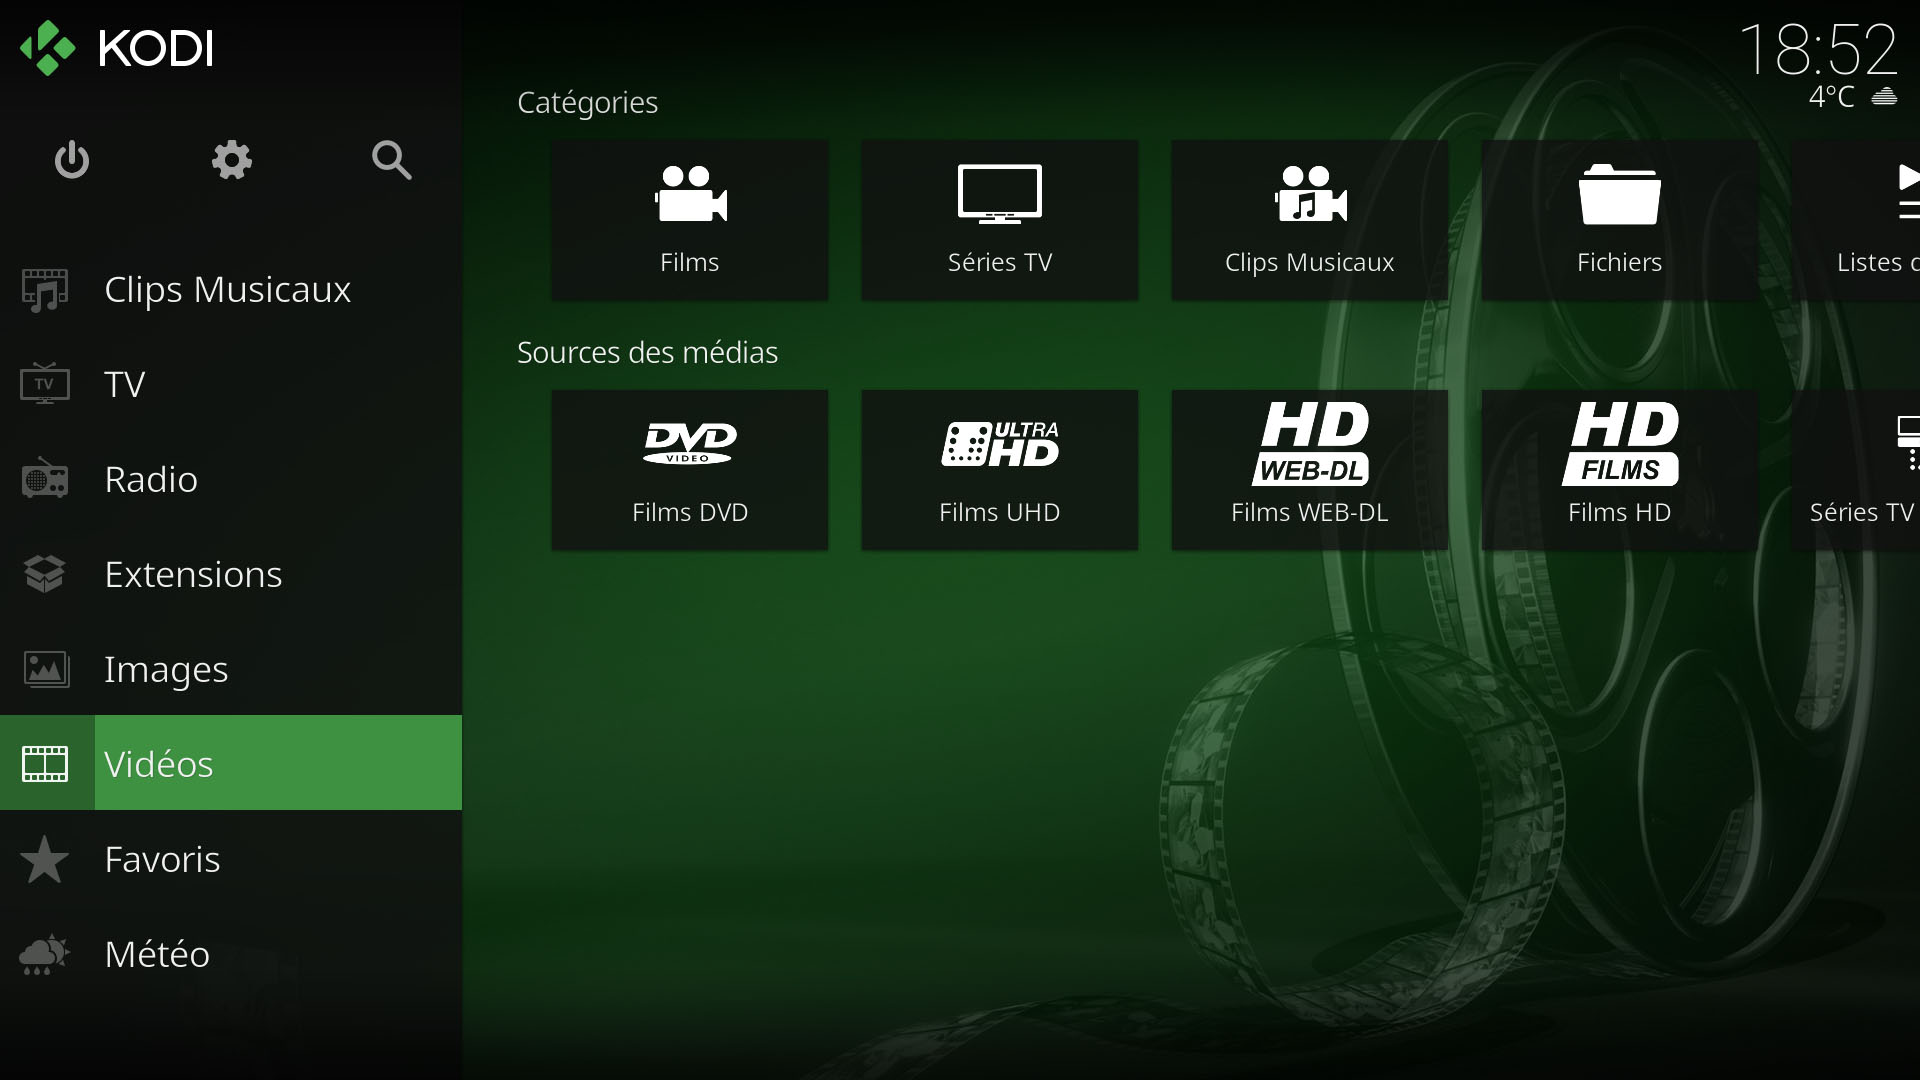 KODI
18:52
4°C
Clips Musicaux
TV
TV
Radio
Extensions
Images
Vidéos
Favoris
Météo
Catégories
Films
Séries TV
Clips Musicaux
Fichiers
Listes
Sources des médias
DVD
VIDEO
Films DVD
ULTRA
HD
Films UHD
HD
WEB-DL
Films WEB-DL
HD
FILMS
Films HD
Séries TV